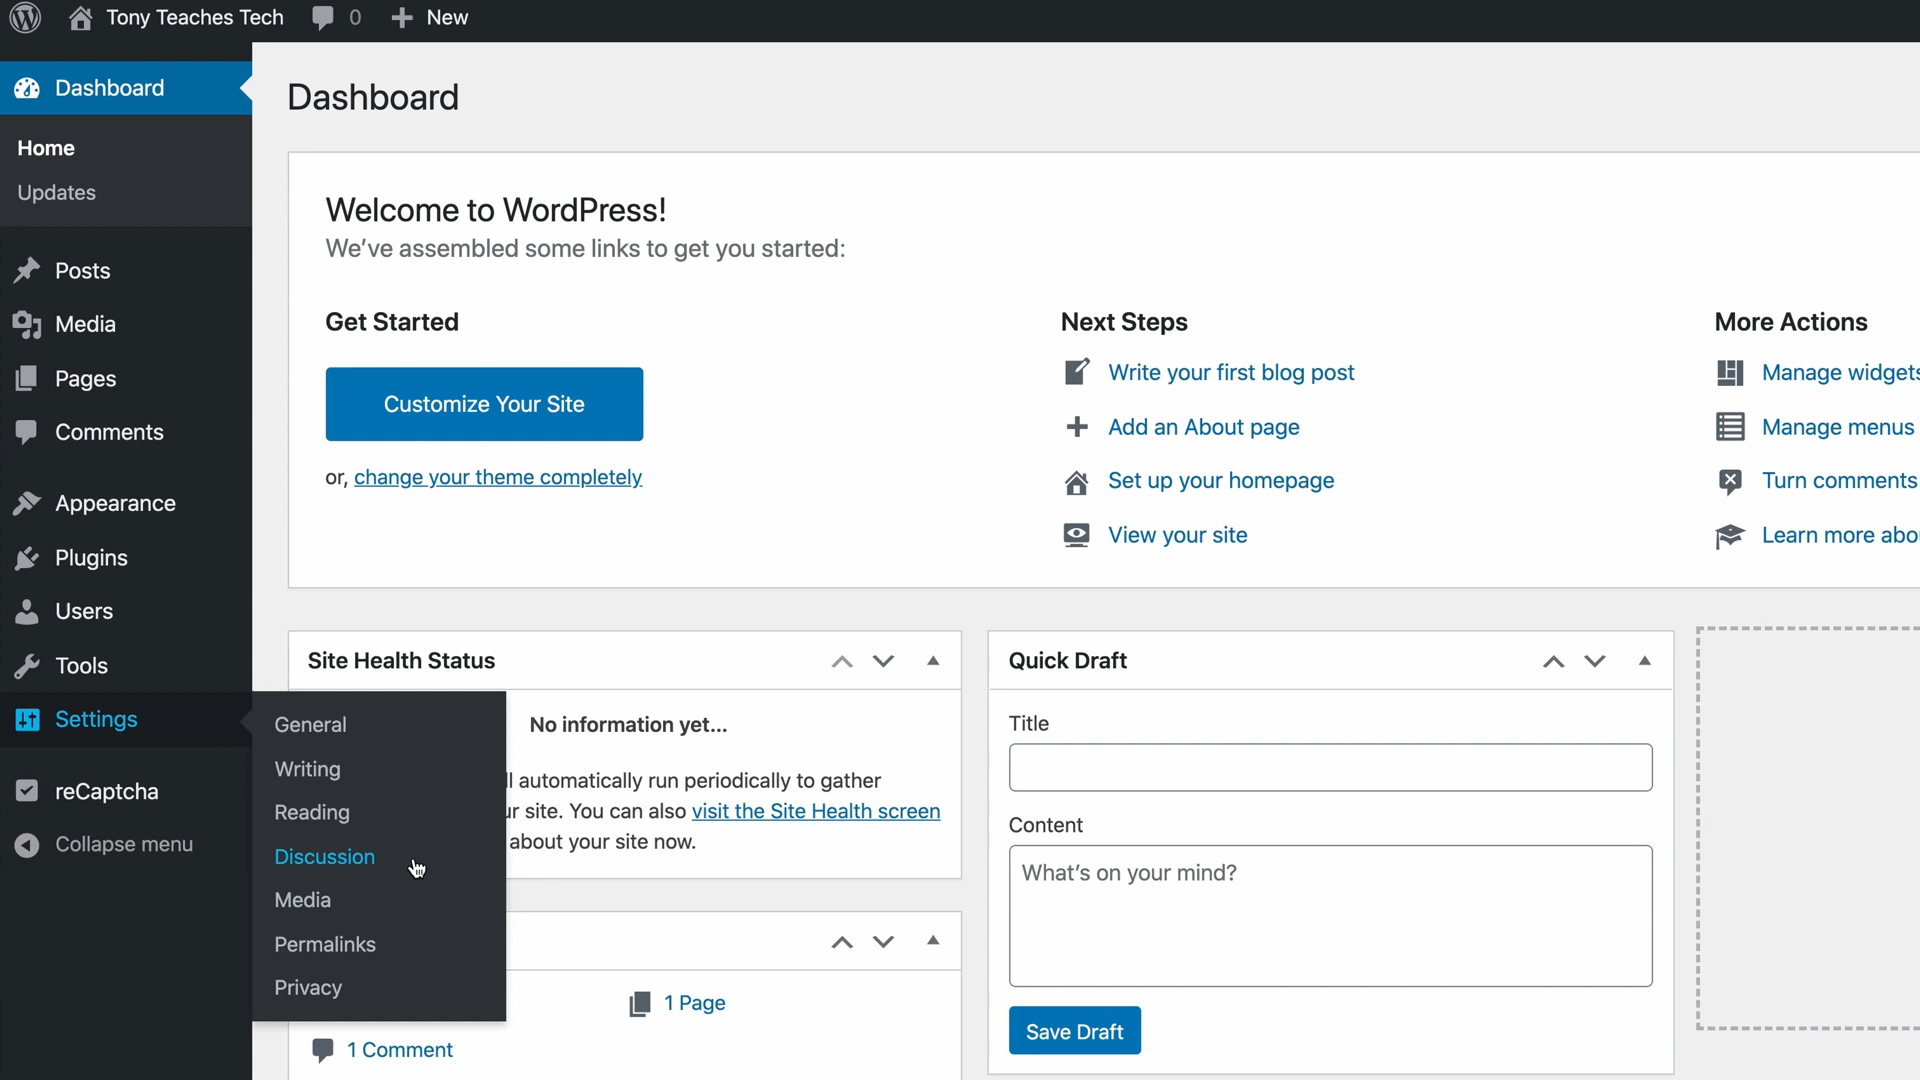 Tony Teaches Tech 0 New
Dashboard
Home
Updates
Posts
Media
Pages
Comments
Appearance
Plugins
Users
Tools
Settings
reCaptcha
Collapse menu
General
Writing
Reading
Discussion
Media
Permalinks
Privacy
Dashboard
Welcome to WordPress!
We've assembled some links to get you started:
Get Started
Customize Your Site
or, change your theme completely
Next Steps
Write your first blog post
Add an About page
Set up your homepage
View your site
More Actions
Manage widgets
Manage menus
Turn comments
Learn more
Site Health Status
No information yet...
automatically run periodically to gather
site. You can also visit the Site Health screen
about your site now.
1 Page
1 Comment
Quick Draft
Title
Content
What's on your mind?
Save Draft